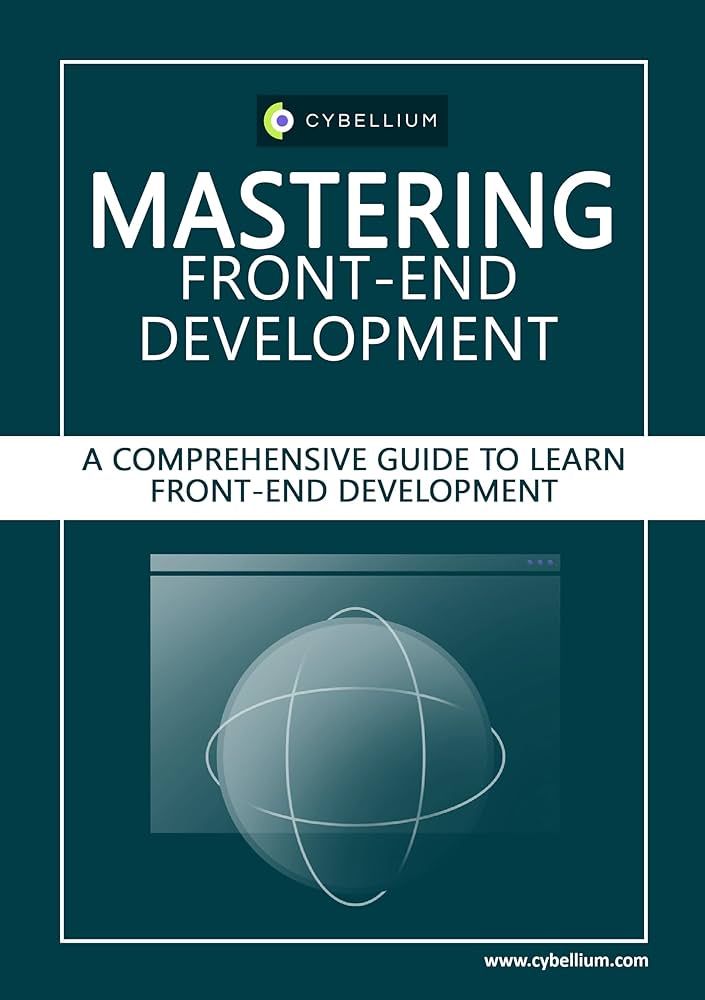 CYBELLIUM
MASTERING
FRONT-END
DEVELOPMENT
A COMPREHENSIVE GUIDE TO LEARN
FRONT-END DEVELOPMENT
www.cybellium.com